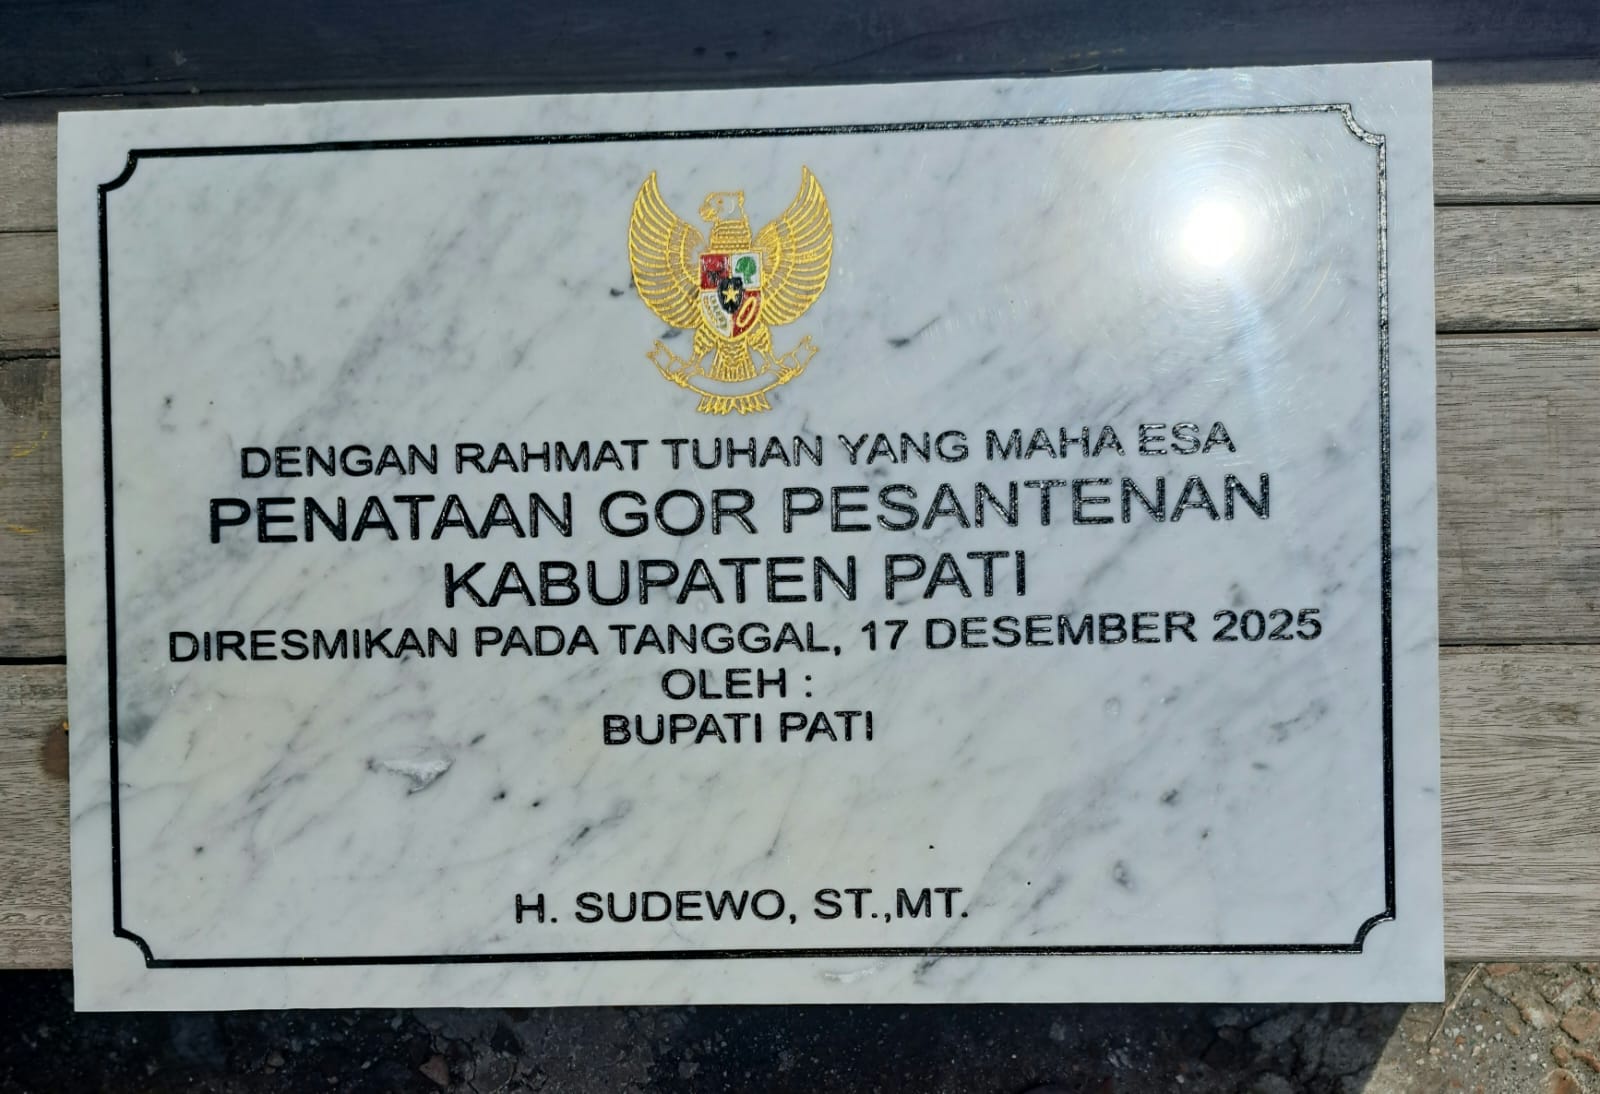 DENGAN RAHMAT TUHAN YANG MAHA ESA
PENATAAN GOR PESANTENAN
KABUPATEN PATI
DIRESMIKAN PADA TANGGAL, 17 DESEMBER 2025
OLEH :
BUPATI PATI
H. SUDEWO, ST.,MT.